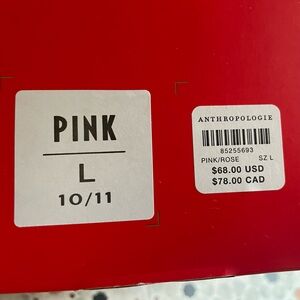 PINK
L
10/11
ANTHROPOLOGIE
85255693
PINK/ROSE SZ L
$68.00 USD
$78.00 CAD